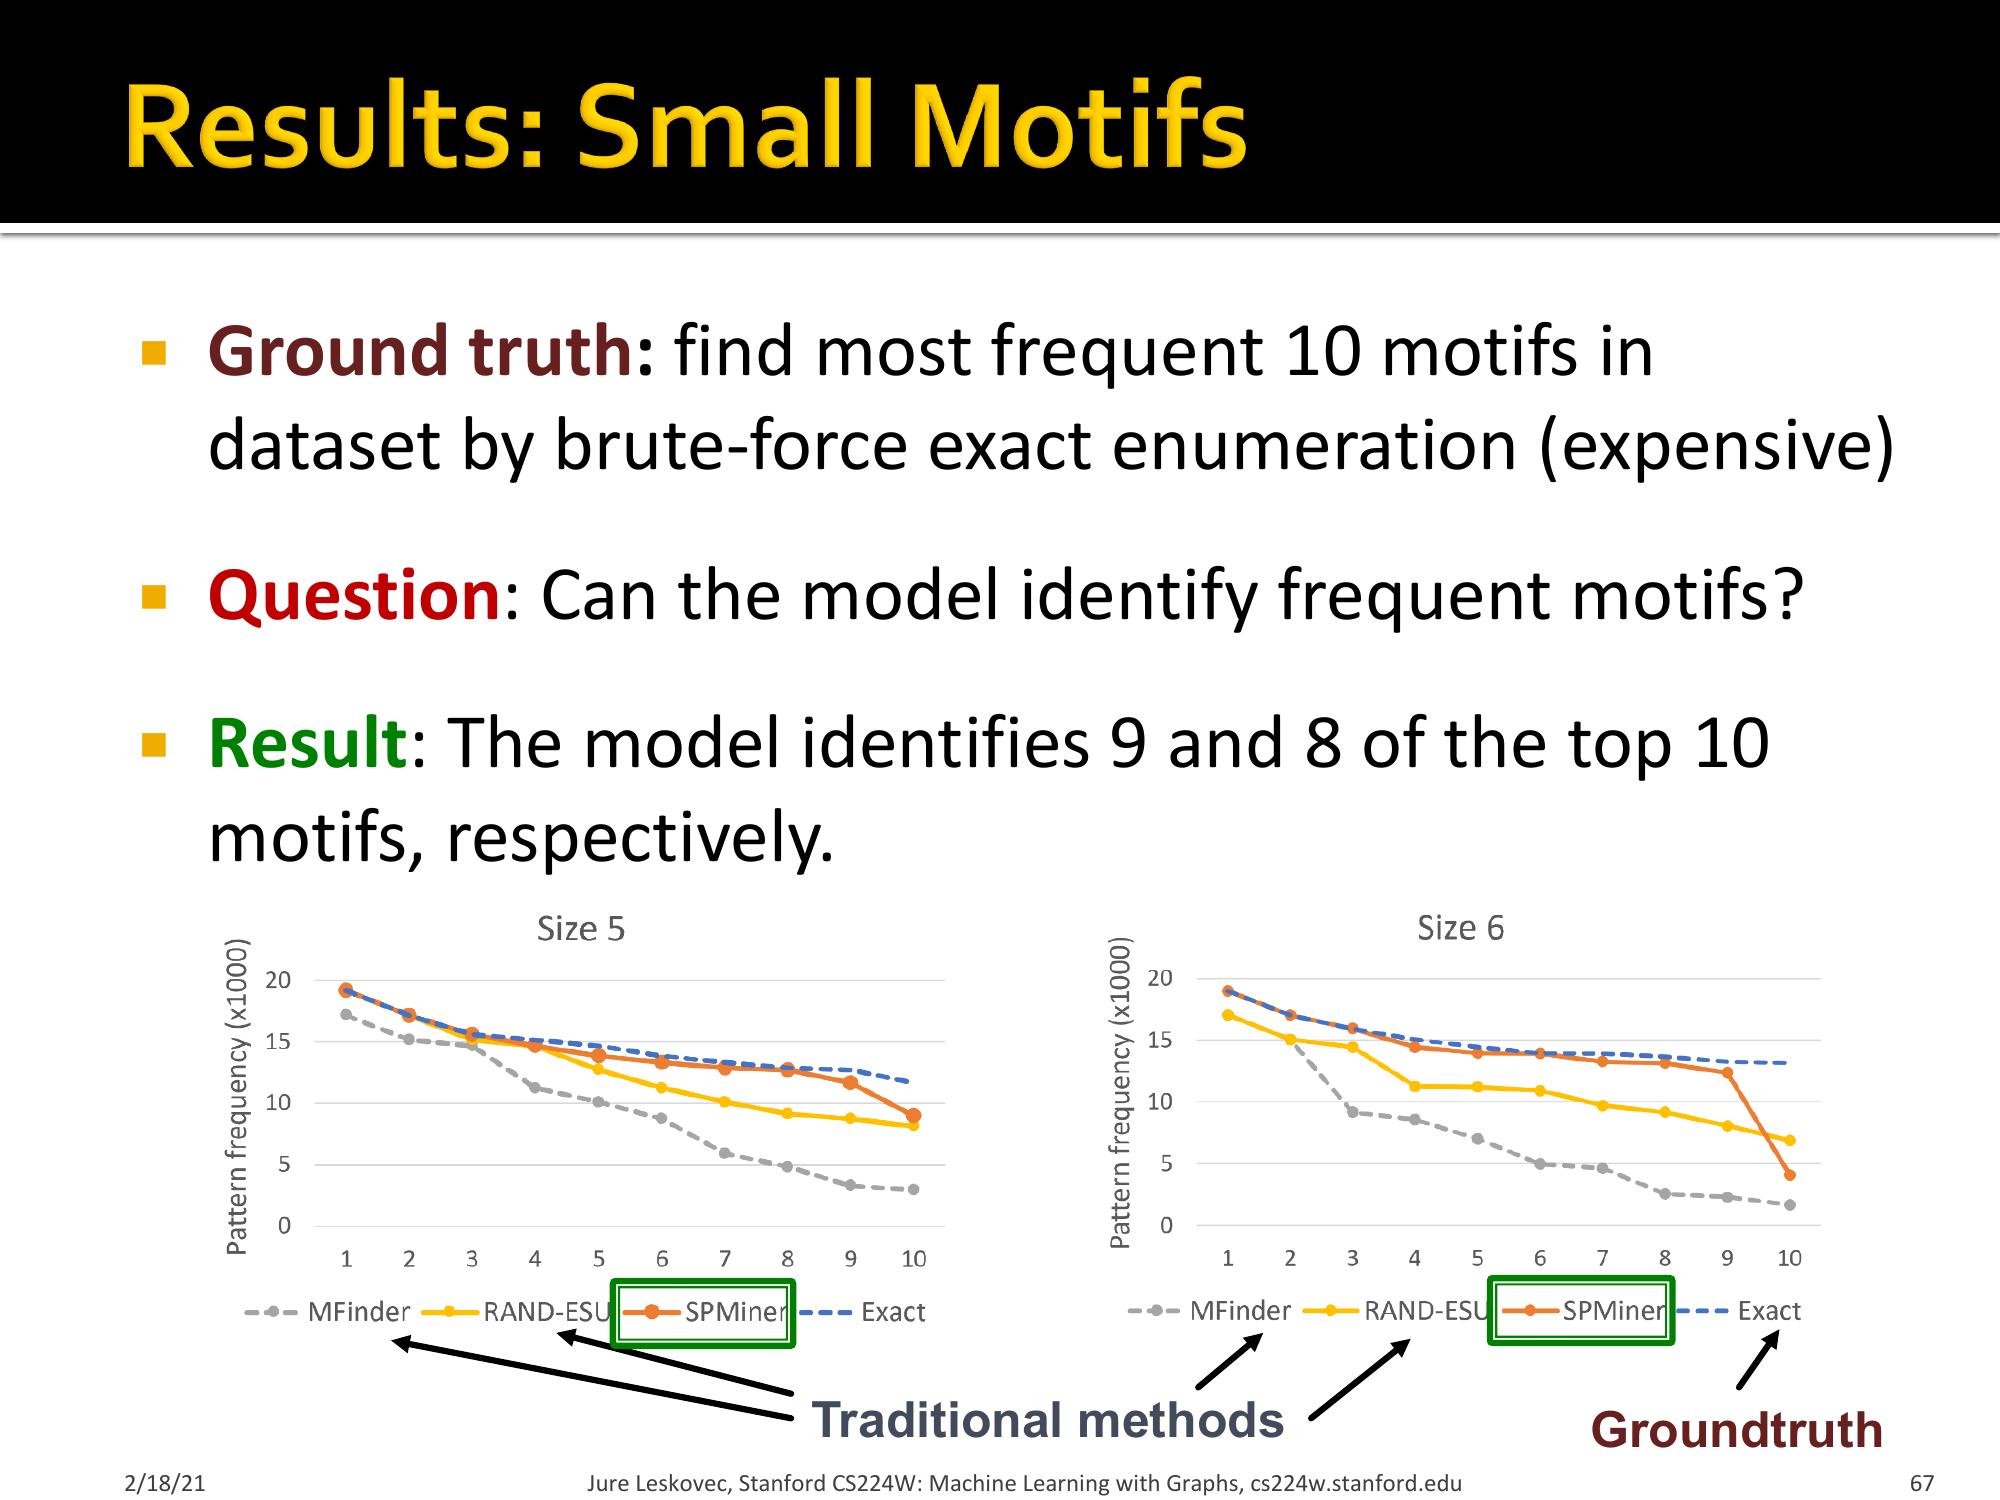 Results: Small Motifs
Ground truth: find most frequent 10 motifs in
dataset by brute-force exact enumeration (expensive)
Question: Can the model identify frequent motifs?
Result: The model identifies 9 and 8 of the top 10
motifs, respectively.
Size 5
Pattern frequency (x1000)
20
15
10
5
0
1 2 3 4 5 6 7 8 9 10
MFinder RAND-ESU SPMiner Exact
Size 6
Pattern frequency (x1000)
20
15
10
5
0
1 2 3 4 5 6 7 8 9 10
MFinder RAND-ESU SPMiner Exact
Traditional methods
Groundtruth
2/18/21
Jure Leskovec, Stanford CS224W: Machine Learning with Graphs, cs224w.stanford.edu
67